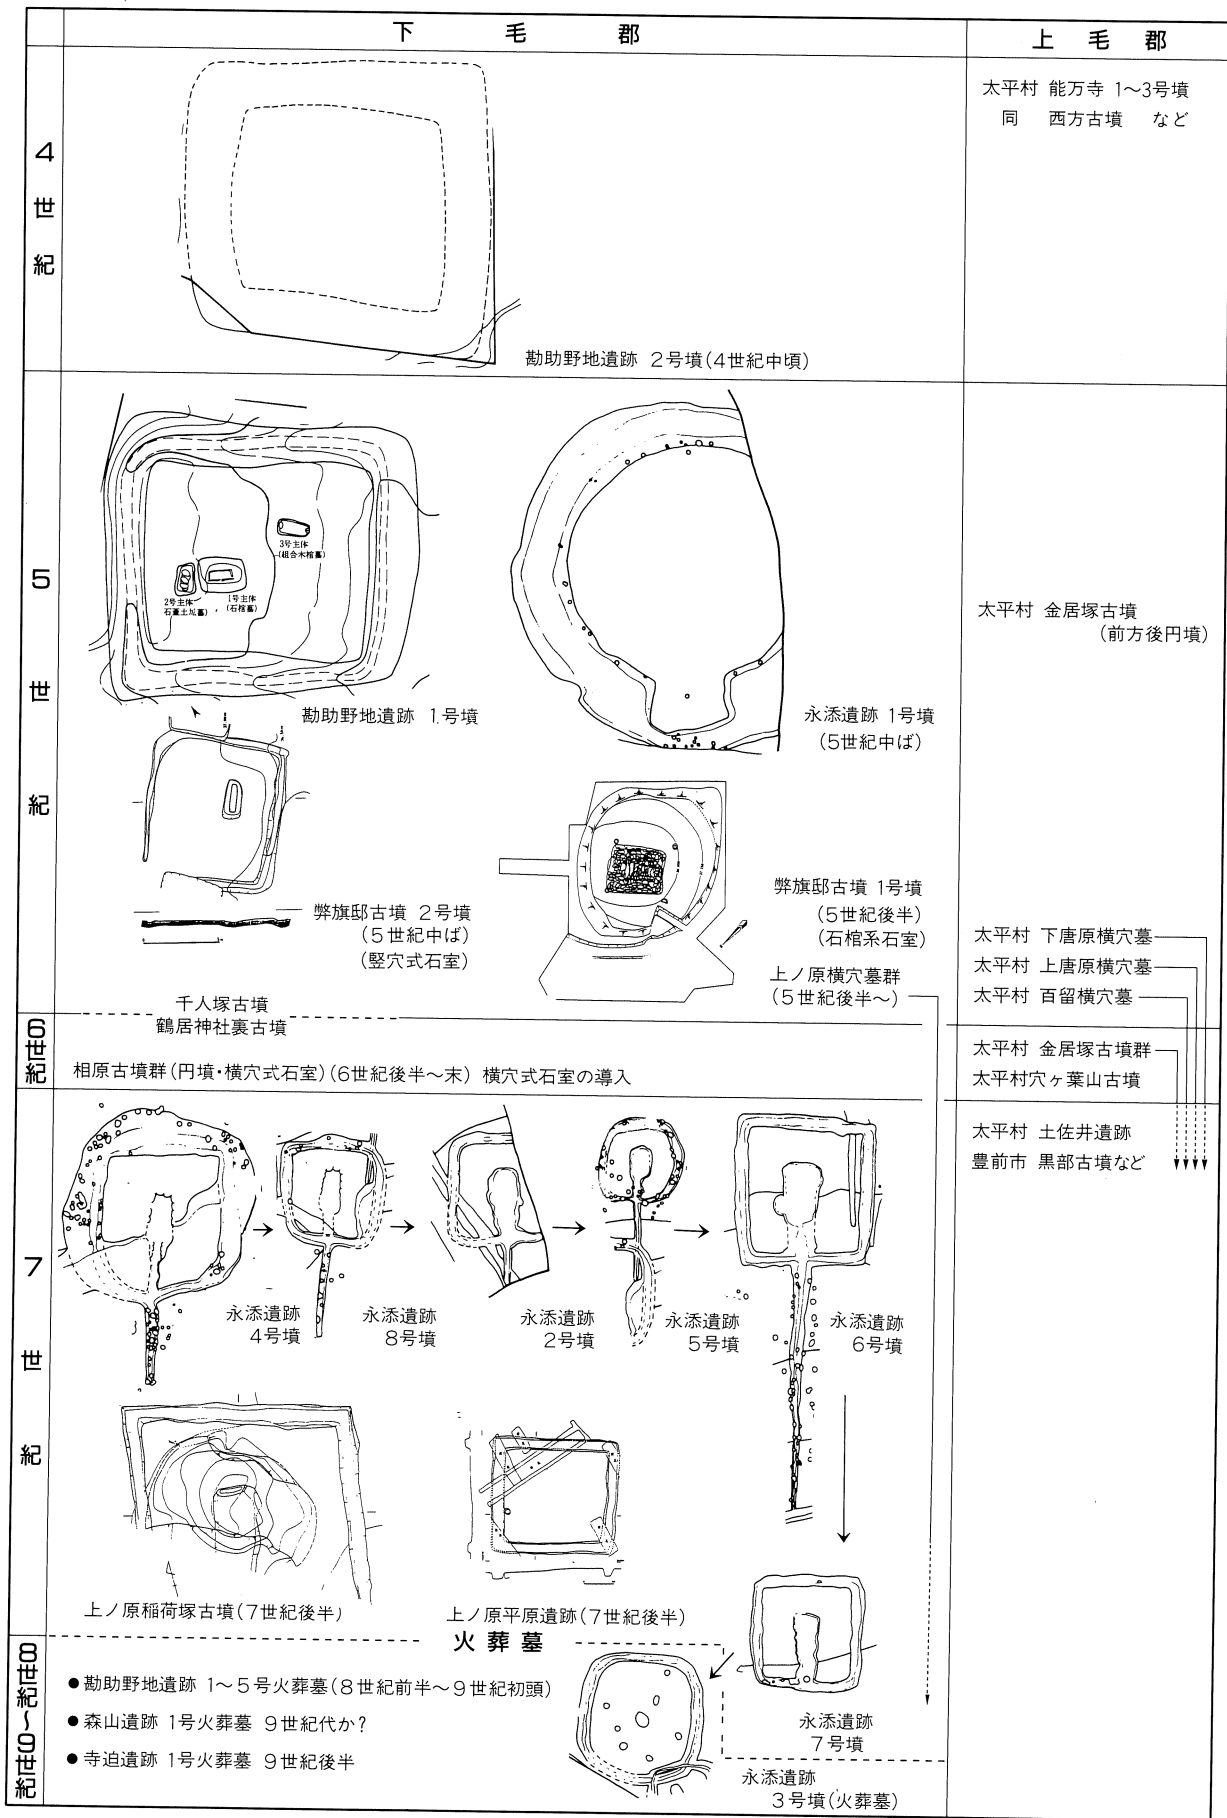 下毛郡
上毛郡
4世紀
太平村 能万寺 1〜3号墳
同 西方古墳 など
勘助野地遺跡 2号墳(4世紀中頃)
5世紀
3号主体
(組合木棺墓)
2号主体
石蓋土坑墓)
1号主体
(石棺墓)
勘助野地遺跡 1号墳
永添遺跡 1号墳
(5世紀中ば)
太平村 金居塚古墳
(前方後円墳)
弊旗邸古墳 2号墳
(5世紀中ば)
(竪穴式石室)
弊旗邸古墳 1号墳
(5世紀後半)
(石棺系石室)
上ノ原横穴墓群
(5世紀後半〜)
太平村 下唐原横穴墓
太平村 上唐原横穴墓
太平村 百留横穴墓
千人塚古墳
鶴居神社裏古墳
6世紀
相原古墳群(円墳・横穴式石室)(6世紀後半〜末) 横穴式石室の導入
太平村 金居塚古墳群
太平村穴ヶ葉山古墳
7世紀
太平村 土佐井遺跡
豊前市 黒部古墳など
永添遺跡
4号墳
永添遺跡
8号墳
永添遺跡
2号墳
永添遺跡
5号墳
永添遺跡
6号墳
上ノ原稲荷塚古墳(7世紀後半)
上ノ原平原遺跡(7世紀後半)
8世紀〜9世紀
火葬墓
●勘助野地遺跡 1〜5号火葬墓(8世紀前半〜9世紀初頭)
●森山遺跡 1号火葬墓 9世紀代か?
●寺迫遺跡 1号火葬墓 9世紀後半
永添遺跡
7号墳
永添遺跡
3号墳(火葬墓)